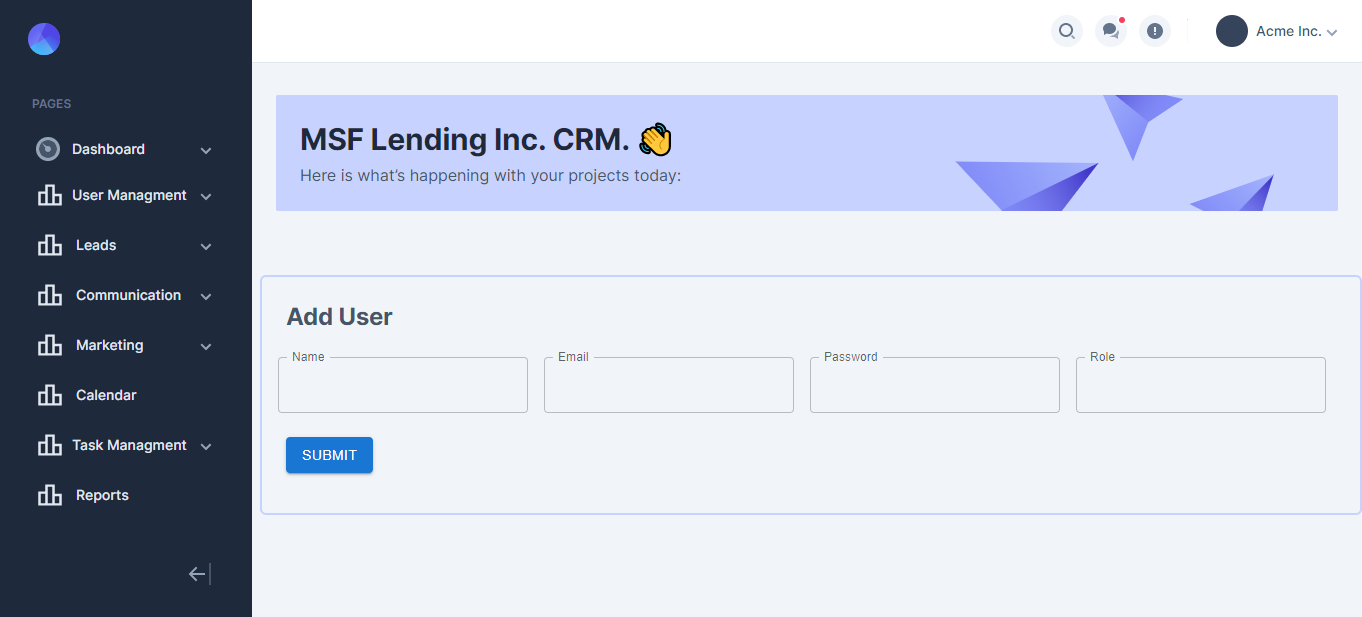 PAGES
Dashboard
User Managment
Leads
Communication
Marketing
Calendar
Task Managment
Reports
Acme Inc.
MSF Lending Inc. CRM. 👋
Here is what’s happening with your projects today:
Add User
Name
Email
Password
Role
SUBMIT